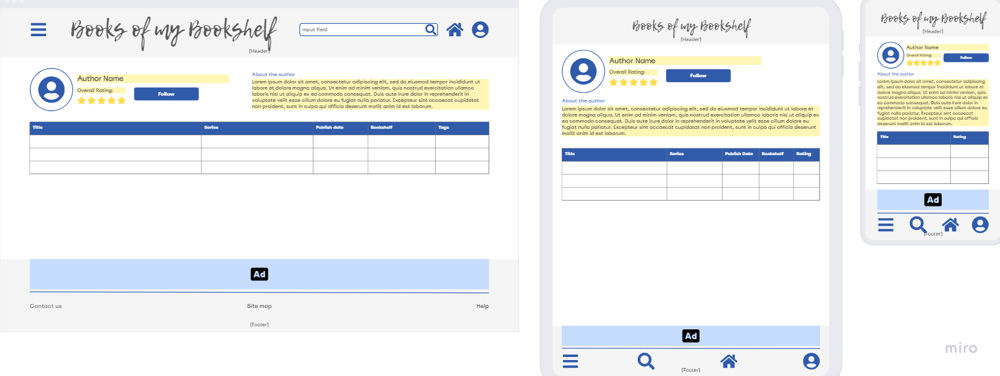 Books of my Bookshelf
Input field
[Header]
Author Name
Overall Rating:
Follow
About the author
Lorem ipsum dolor sit amet, consectetur adipiscing elit, sed do eiusmod tempor incididunt ut
labore et dolore magna aliqua. Ut enim ad minim veniam, quis nostrud exercitation ullamco
laboris nisi ut aliquip ex ea commodo consequat. Duis aute irure dolor in reprehenderit in
voluptate velit esse cillum dolore eu fugiat nulla pariatur. Excepteur sint occaecat cupidatat
non proident, sunt in culpa qui officia deserunt mollit anim id est laborum.
Title Series Publish date Bookshelf Tags
Ad
Contact us Site map Help
[Footer]
Books of my Bookshelf
[Header]
Author Name
Overall Rating:
Follow
About the author
Lorem ipsum dolor sit amet, consectetur adipiscing elit, sed do eiusmod tempor incididunt ut labore et
dolore magna aliqua. Ut enim ad minim veniam, quis nostrud exercitation ullamco laboris nisi ut aliquip ex
ea commodo consequat. Duis aute irure dolor in reprehenderit in voluptate velit esse cillum dolore eu
fugiat nulla pariatur. Excepteur sint occaecat cupidatat non proident, sunt in culpa qui officia deserunt
mollit anim id est laborum.
Title Series Publish Date Bookshelf Rating
Ad
[Footer]
Books of my Bookshelf
[Header]
Author Name
Overall Rating:
Follow
About the author
Lorem ipsum dolor sit amet, consectetur adipiscing
elit, sed do eiusmod tempor incididunt ut labore et
dolore magna aliqua. Ut enim ad minim veniam, quis
nostrud exercitation ullamco laboris nisi ut aliquip ex
ea commodo consequat. Duis aute irure dolor in
reprehenderit in voluptate velit esse cillum dolore eu
fugiat nulla pariatur. Excepteur sint occaecat
cupidatat non proident, sunt in culpa qui officia
deserunt mollit anim id est laborum.
Title Rating
Ad
[Footer]
miro